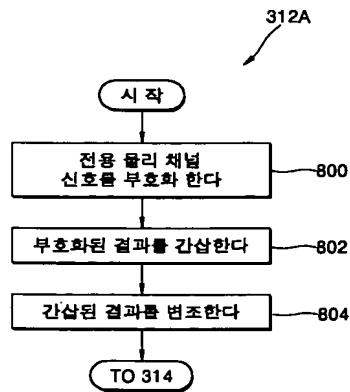 312A
시 작
전용 물리 채널
신호를 부호화 한다
800
부호화된 결과를 간삽한다
802
간삽된 결과를 변조한다
804
TO 314